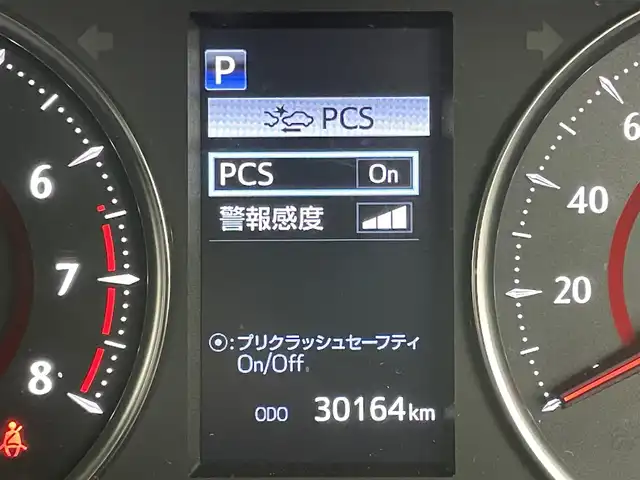 P
PCS
PCS On
警報感度
⦿:プリクラッシュセーフティ
On/Off
ODO 30164km
6
7
8
6
40
20